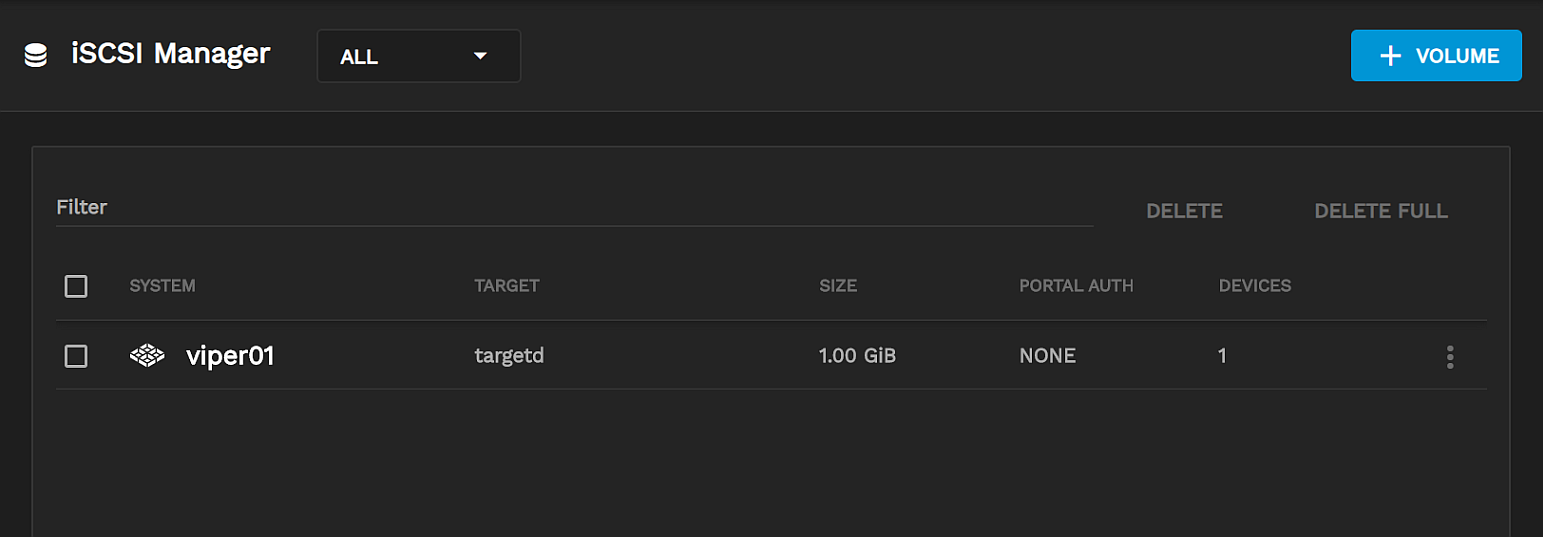 iSCSI Manager ALL + VOLUME
Filter DELETE DELETE FULL
SYSTEM TARGET SIZE PORTAL AUTH DEVICES
viper01 targetd 1.00 GiB NONE 1